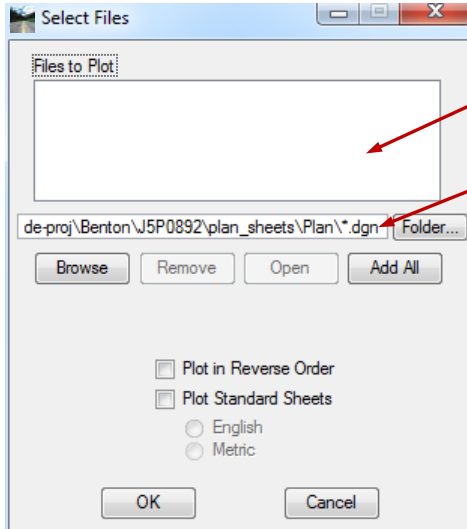 Select Files
Files to Plot
de-proj\Benton\J5P0892\plan_sheets\Plan\*.dgn Folder...
Browse Remove Open Add All
Plot in Reverse Order
Plot Standard Sheets
English
Metric
OK Cancel